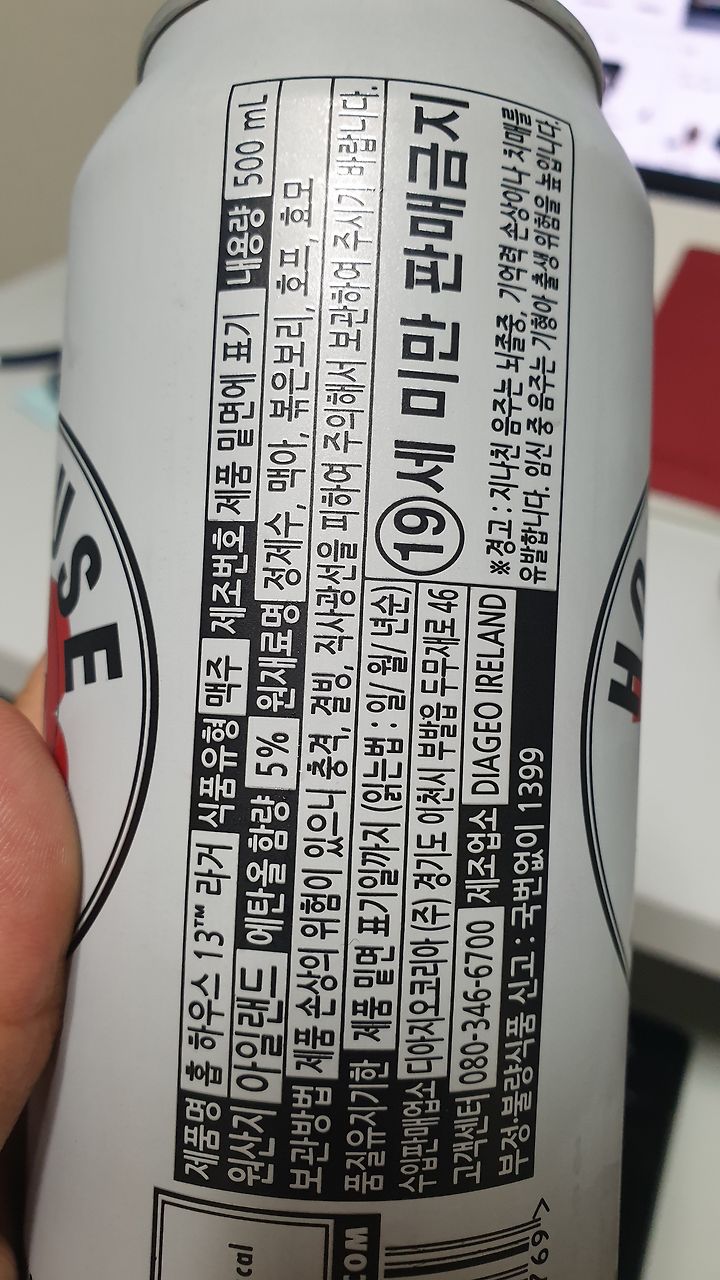 제품명 홉 하우스 13™ 라거 식품유형 맥주 제조번호 제품 밑면에 표기 내용량 500 mL
원산지 아일랜드 에탄올 함량 5% 원재료명 정제수, 맥아, 볶은보리, 호프, 효모
보관방법 제품 손상의 위험이 있으니 충격, 결빙, 직사광선을 피하여 주의해서 보관하여 주시기 바랍니다.
품질유지기한 제품 밑면 표기일까지 (읽는법 : 일/월/년순)
수입판매업소 디아지오코리아 (주) 경기도 이천시 부발읍 두무재로 46
고객센터 080-346-6700 제조업소 DIAGEO IRELAND
부정·불량식품 신고 : 국번없이 1399
19세 미만 판매금지
※경고 : 지나친 음주는 뇌졸중, 기억력 손상이나 치매를
유발합니다. 임신 중 음주는 기형아 출생 위험을 높입니다.
USE
HO
cal
.COM
69>